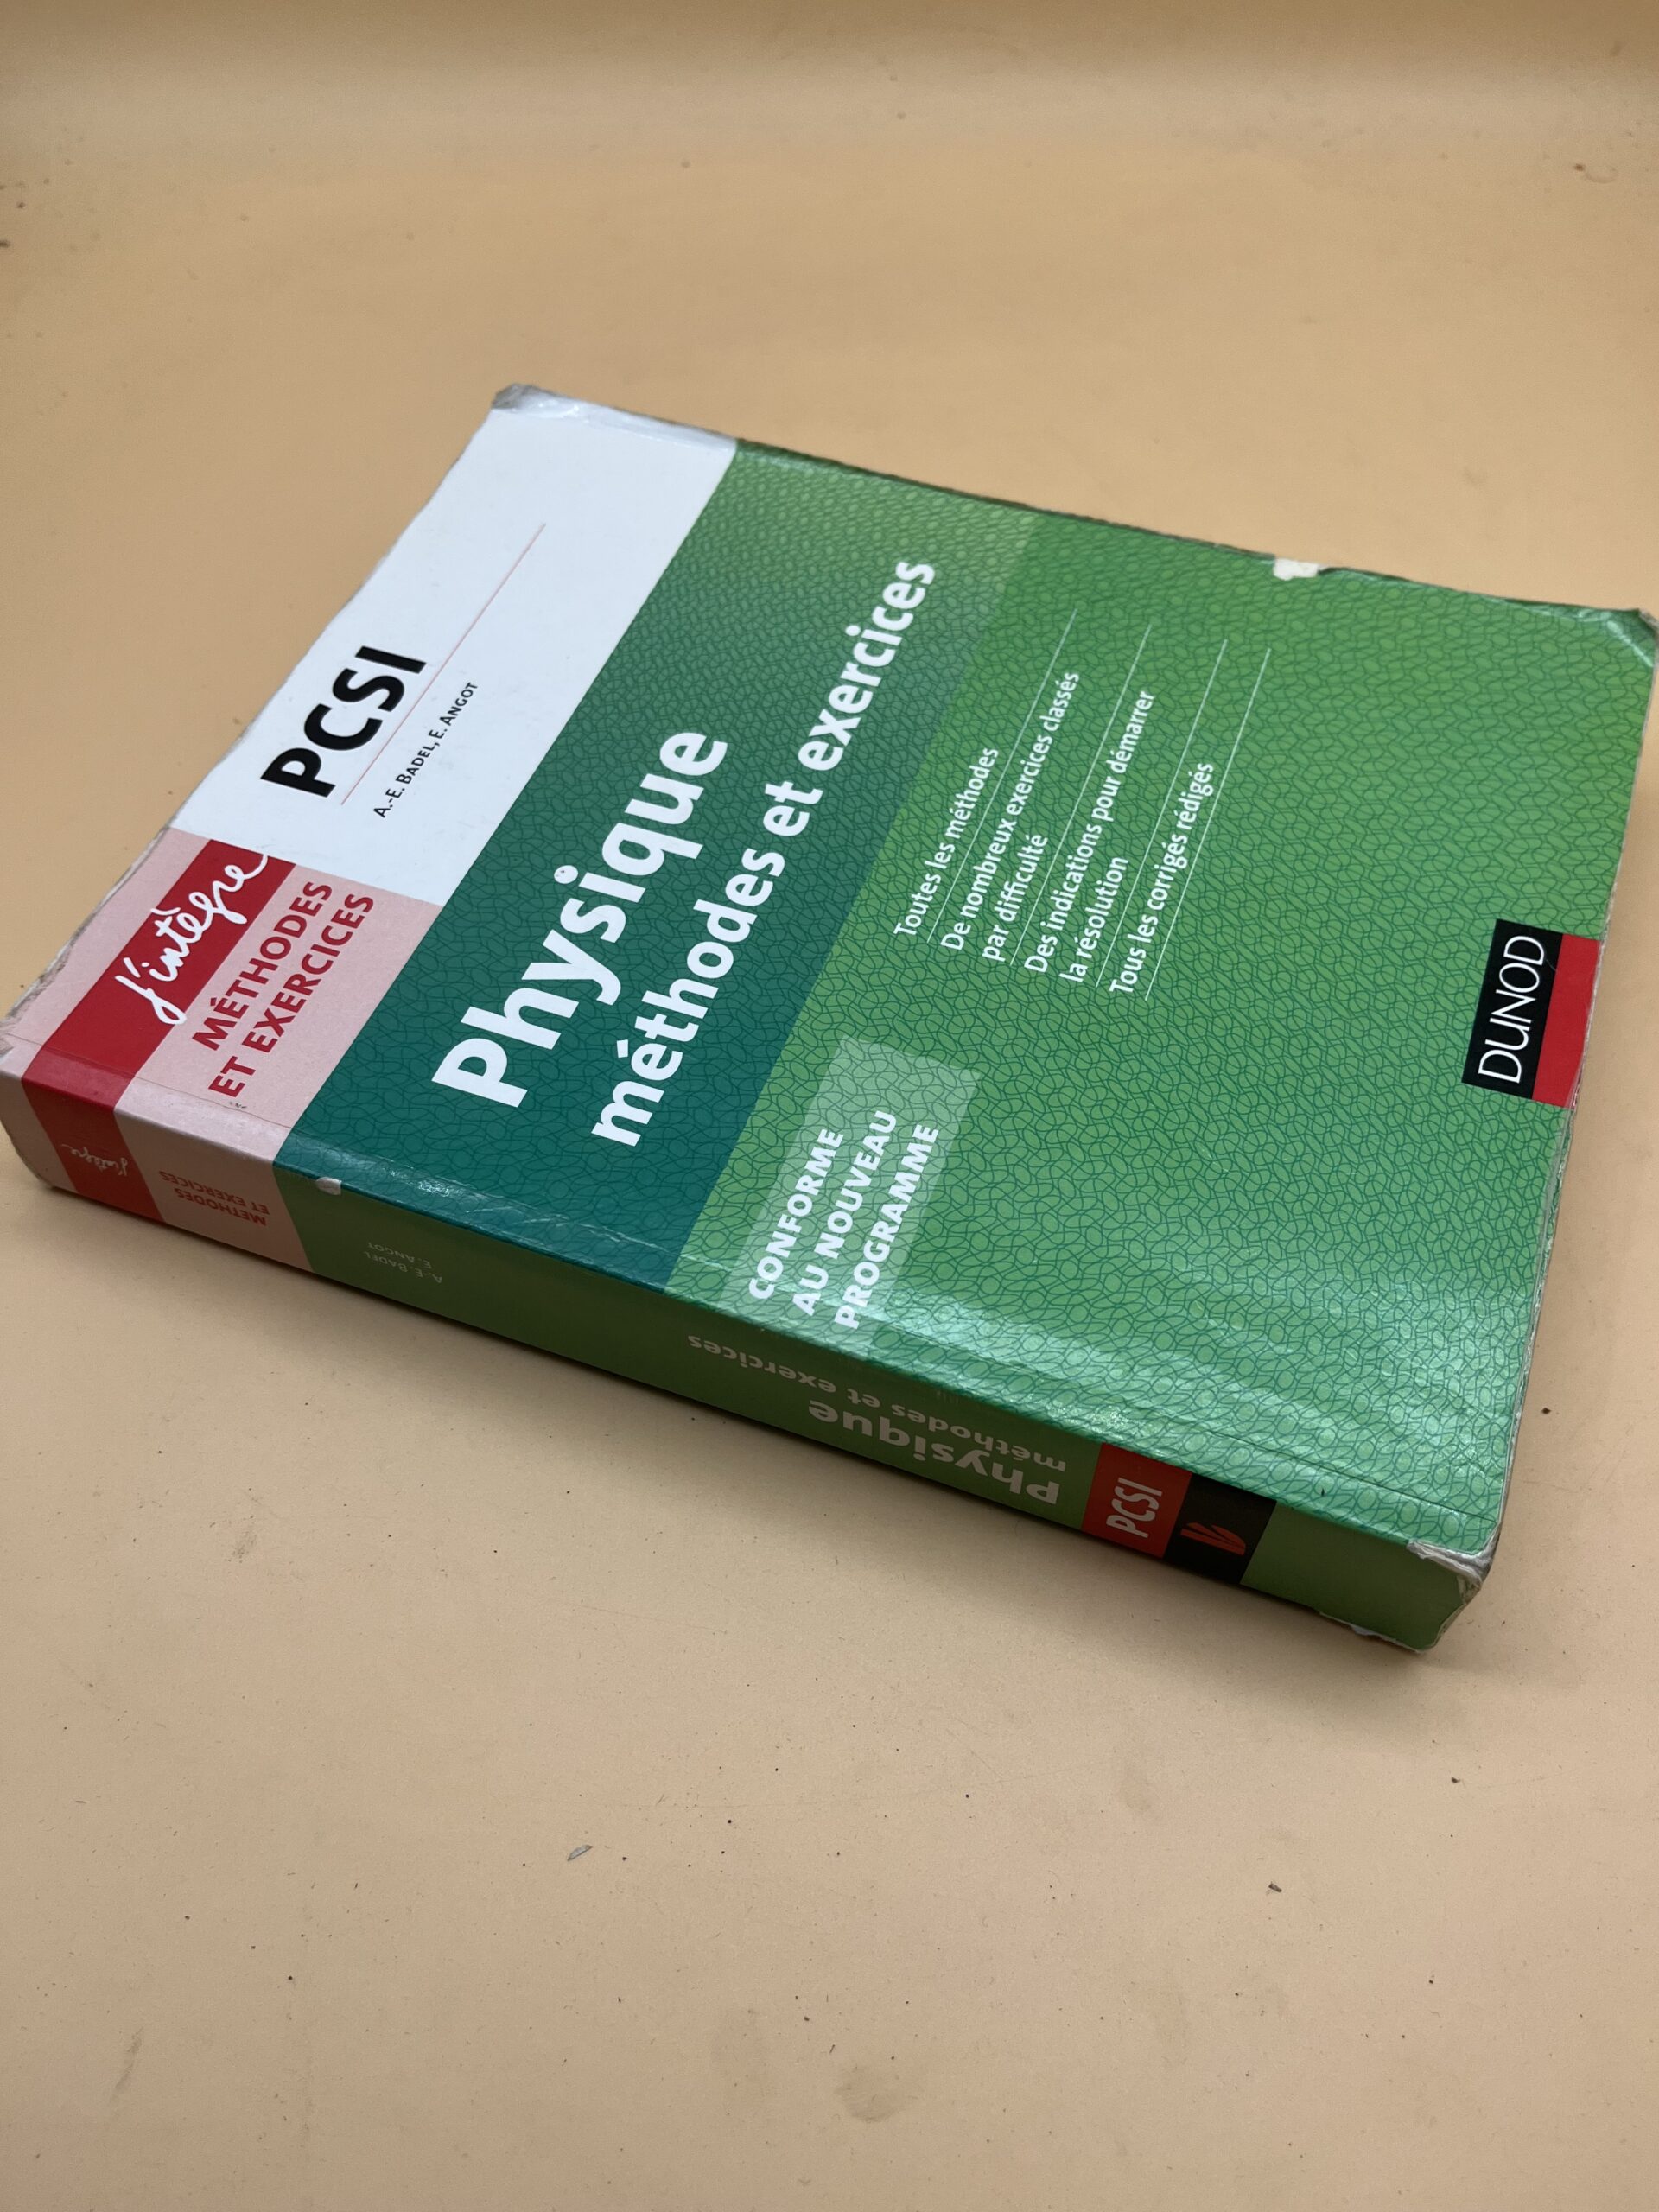 j'intègre
MÉTHODES
ET EXERCICES
PCSI
A.-E. BADEL, E. ANGOT
Physique
méthodes et exercices
CONFORME
AU NOUVEAU
PROGRAMME
Toutes les méthodes
De nombreux exercices classés
par difficulté
Des indications pour démarrer
la résolution
Tous les corrigés rédigés
DUNOD
j'intègre
MÉTHODES
ET EXERCICES
A.-E. BADEL
E. ANGOT
Physique
méthodes et exercices
PCSI